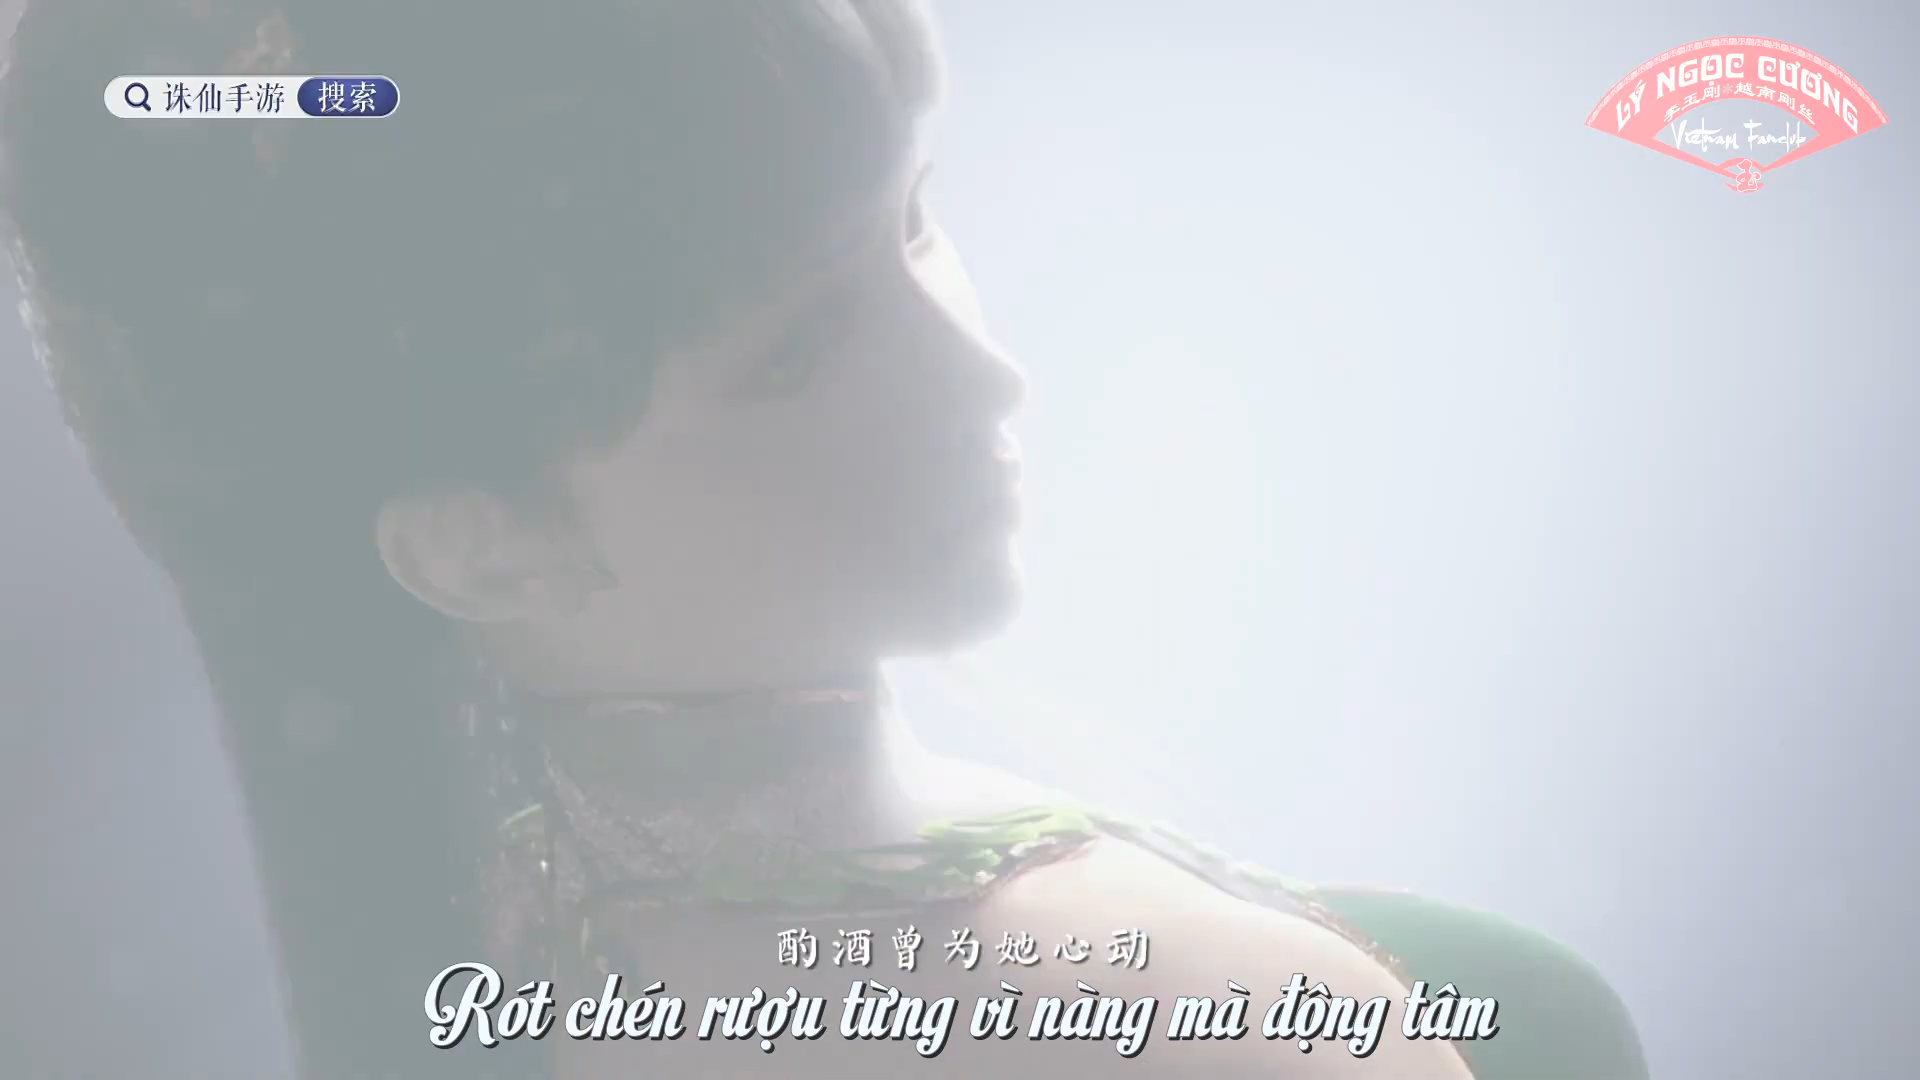 诛仙手游 搜索
LÝ NGỌC CƯƠNG
李玉刚*越南刚丝
Vietnam Fanclub
玉
酌酒曾为她心动
Rót chén rượu từng vì nàng mà động tâm